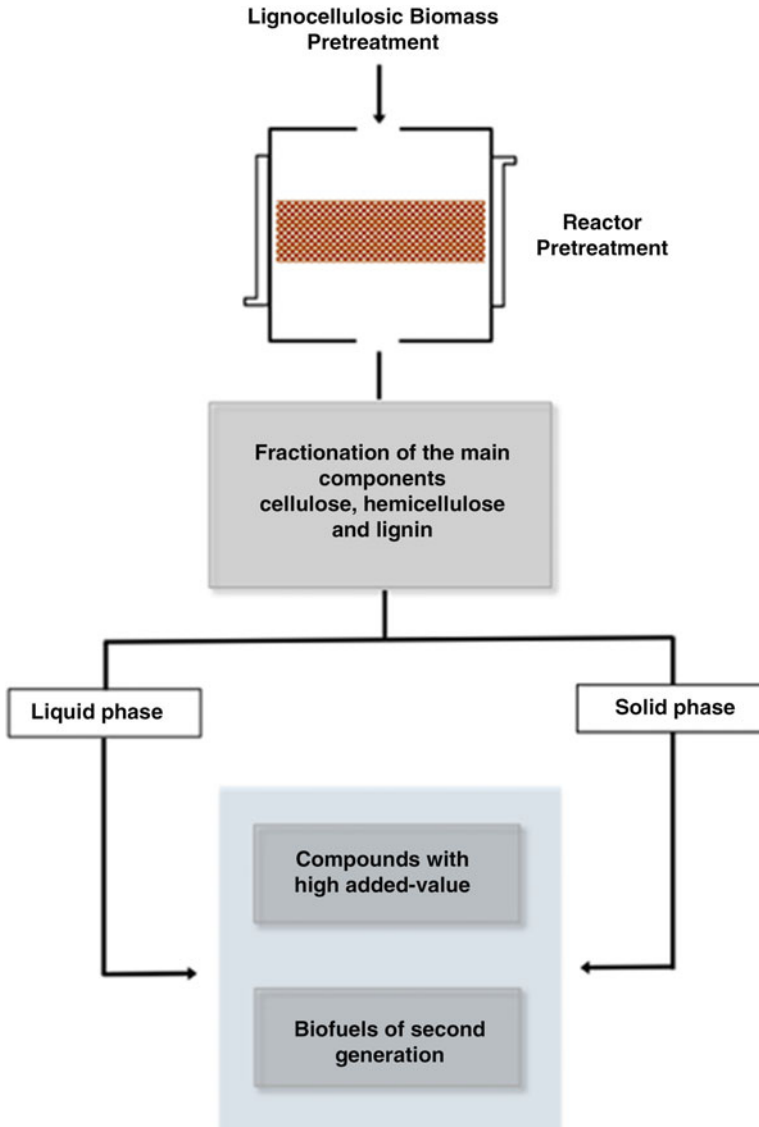 Lignocellulosic Biomass
Pretreatment
Reactor
Pretreatment
Fractionation of the main
components
cellulose, hemicellulose
and lignin
Liquid phase
Solid phase
Compounds with
high added-value
Biofuels of second
generation